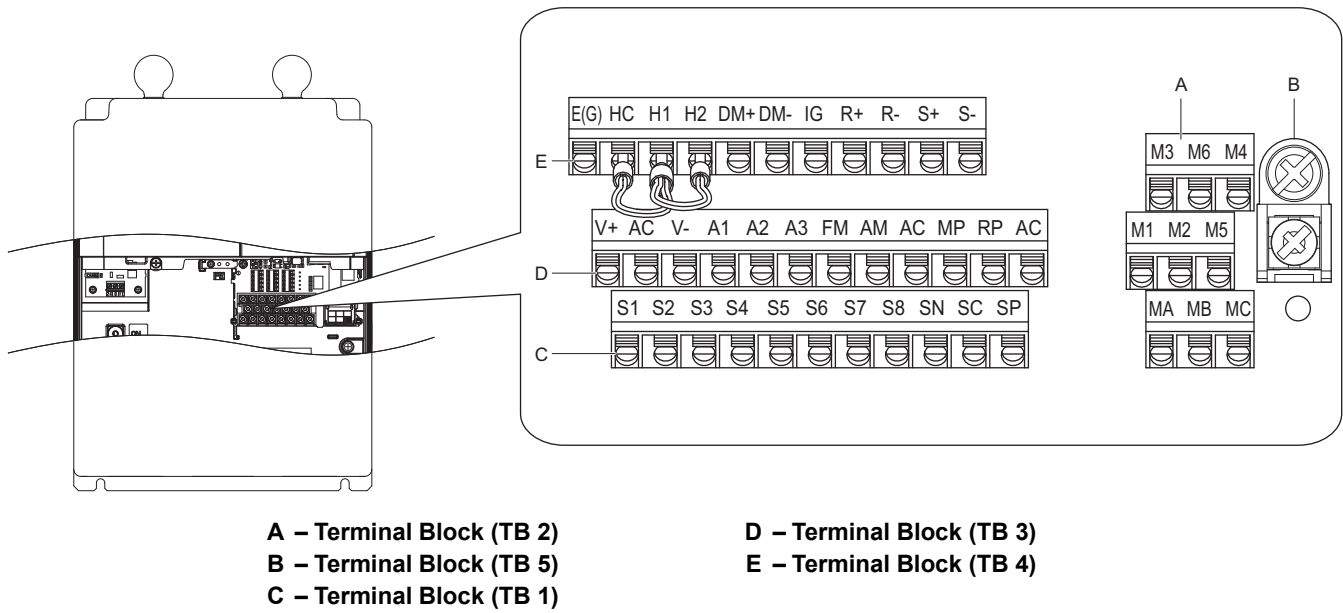 A B
E(G) HC H1 H2 DM+ DM- IG R+ R- S+ S-
M3 M6 M4
E
V+ AC V- A1 A2 A3 FM AM AC MP RP AC
M1 M2 M5
D
S1 S2 S3 S4 S5 S6 S7 S8 SN SC SP
MA MB MC
C
A – Terminal Block (TB 2)
B – Terminal Block (TB 5)
C – Terminal Block (TB 1)
D – Terminal Block (TB 3)
E – Terminal Block (TB 4)